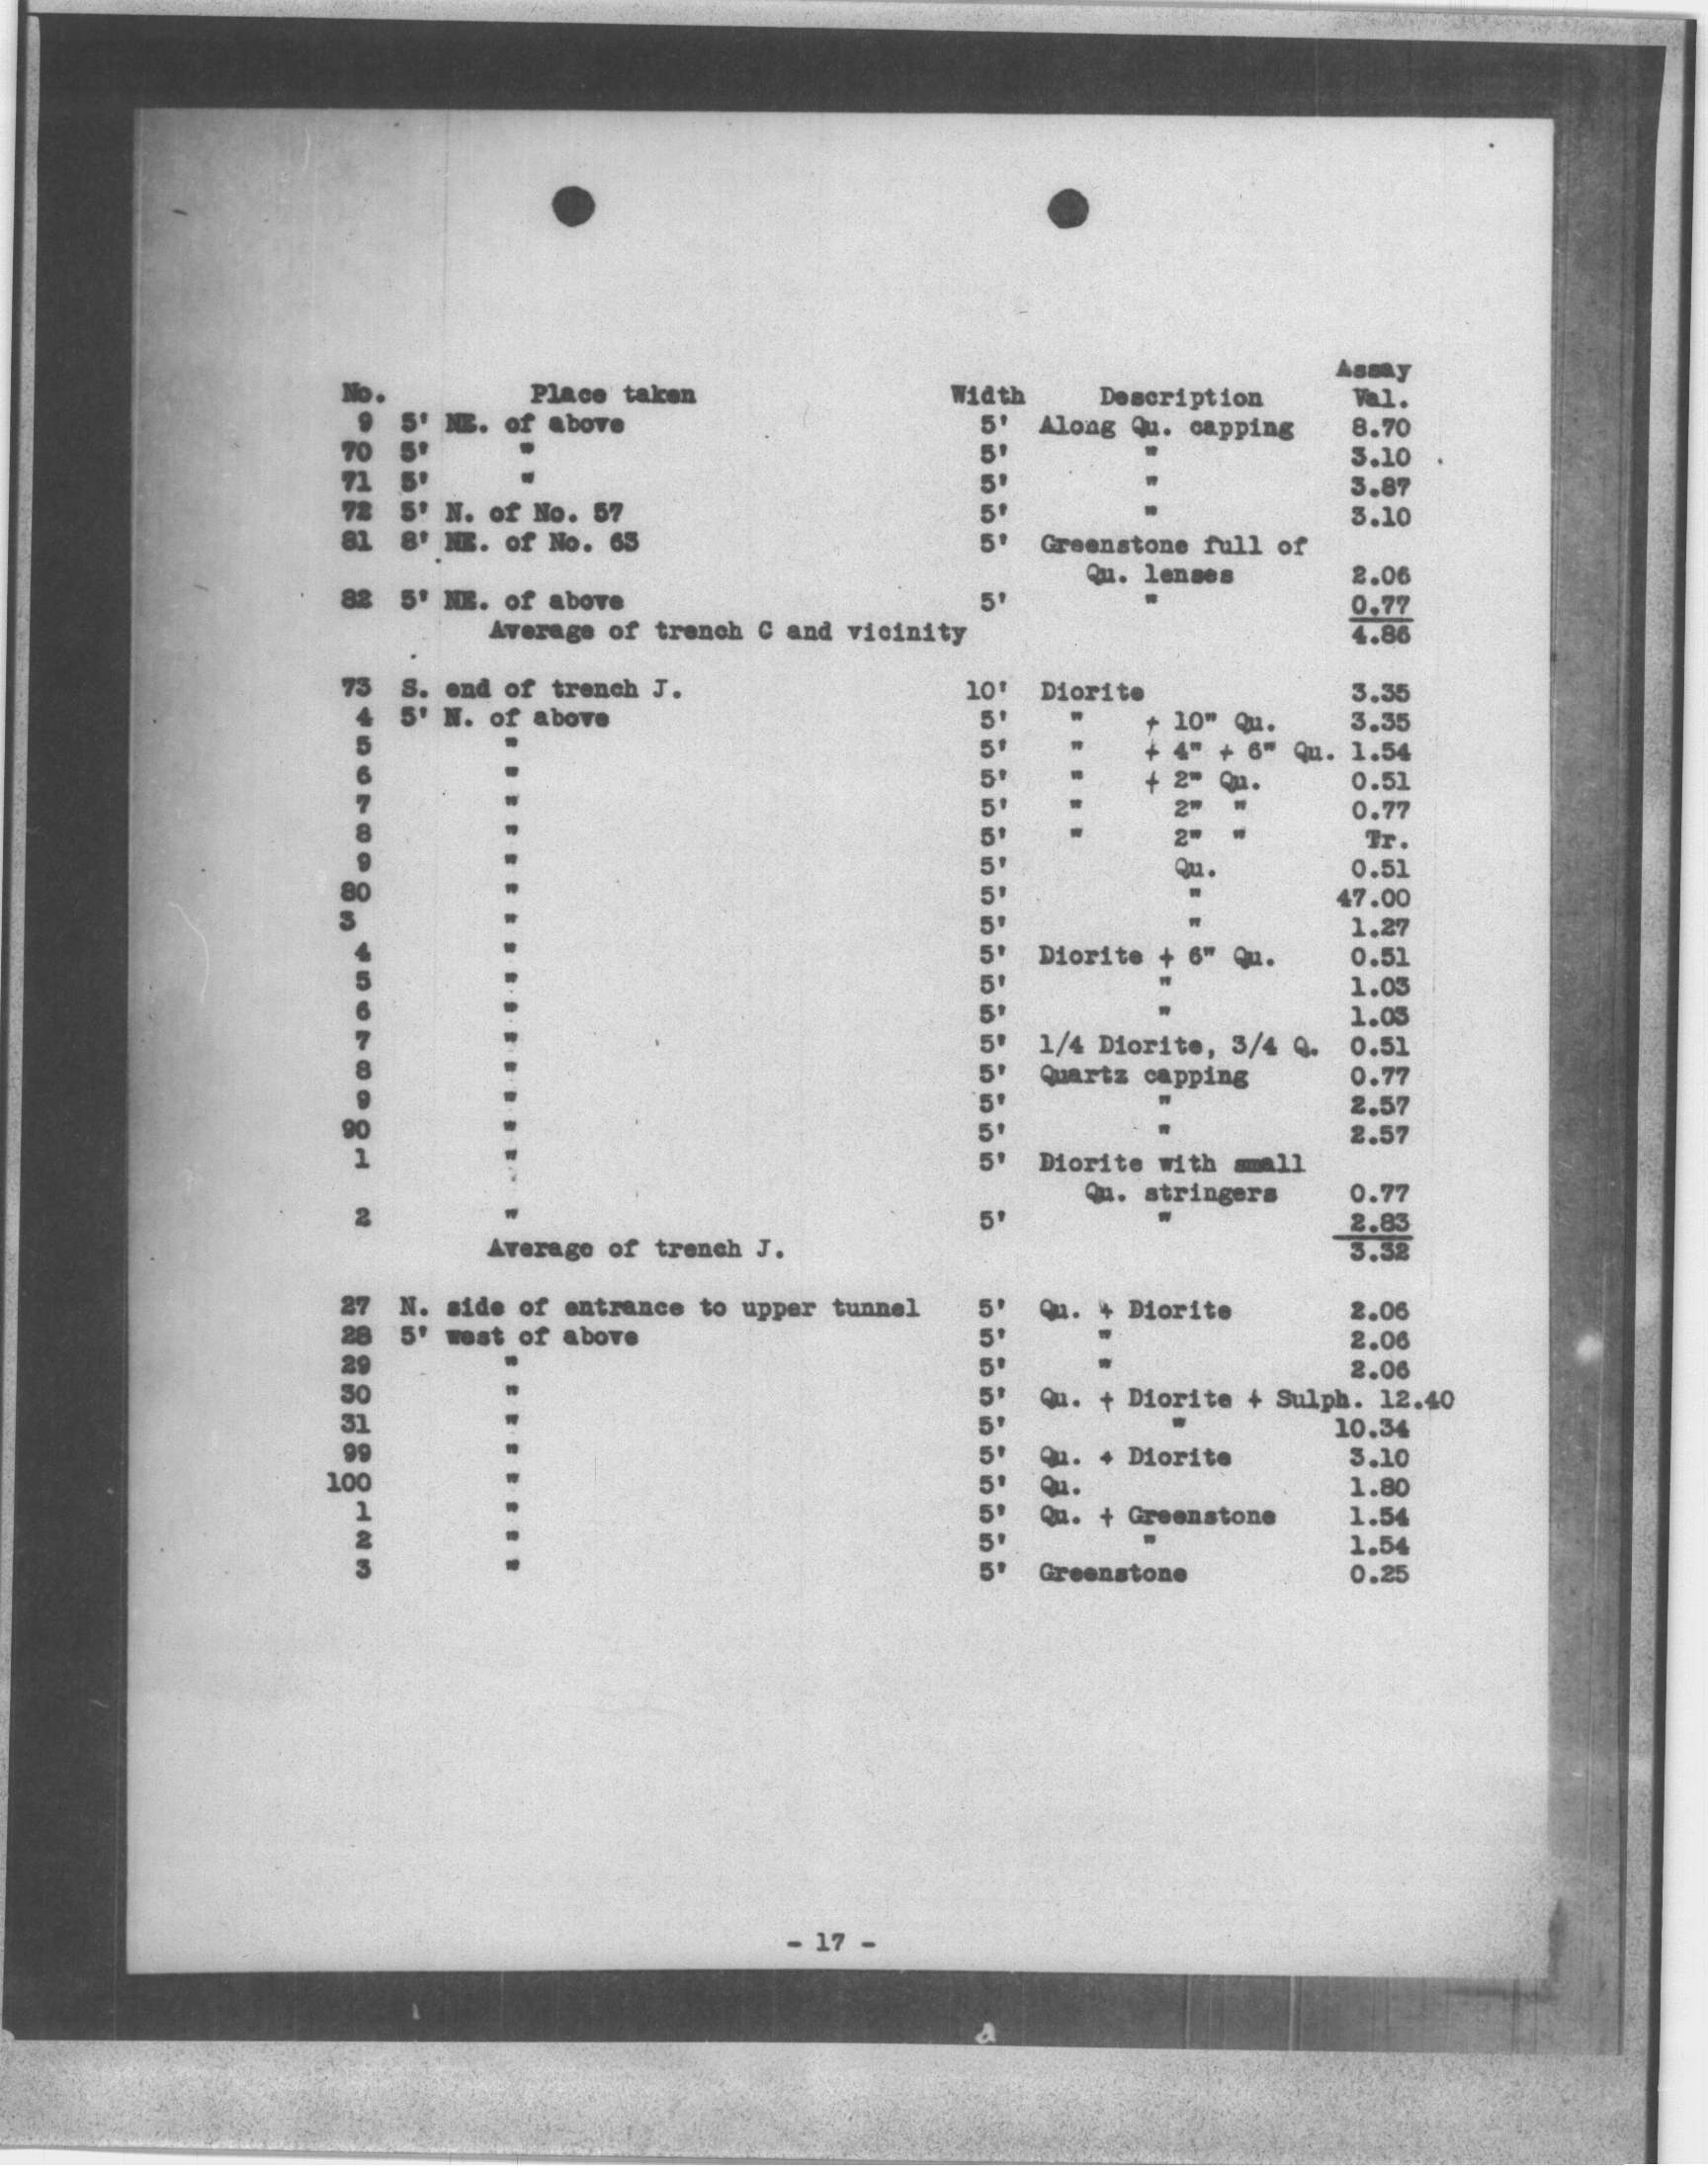 Assay
No. Place taken Width Description Val.
9 5' NE. of above 5' Along Qu. capping 8.70
70 5' " 5' " 3.10
71 5' " 5' " 3.87
72 5' N. of No. 57 5' " 3.10
81 8' NE. of No. 63 5' Greenstone full of
Qu. lenses 2.06
82 5' NE. of above 5' " 0.77
Average of trench C and vicinity 4.86
73 S. end of trench J. 10' Diorite 3.35
4 5' N. of above 5' " + 10" Qu. 3.35
5 " 5' " + 4" + 6" Qu. 1.54
6 " 5' " + 2" Qu. 0.51
7 " 5' " 2" " 0.77
8 " 5' " 2" " Tr.
9 " 5' Qu. 0.51
80 " 5' " 47.00
3 " 5' " 1.27
4 " 5' Diorite + 6" Qu. 0.51
5 " 5' " 1.03
6 " 5' " 1.03
7 " 5' 1/4 Diorite, 3/4 Q. 0.51
8 " 5' Quartz capping 0.77
9 " 5' " 2.57
90 " 5' " 2.57
1 " 5' Diorite with small
Qu. stringers 0.77
2 " 5' " 2.83
Average of trench J. 3.32
27 N. side of entrance to upper tunnel 5' Qu. + Diorite 2.06
28 5' west of above 5' " 2.06
29 " 5' " 2.06
30 " 5' Qu. + Diorite + Sulph. 12.40
31 " 5' " 10.34
99 " 5' Qu. + Diorite 3.10
100 " 5' Qu. 1.80
1 " 5' Qu. + Greenstone 1.54
2 " 5' " 1.54
3 " 5' Greenstone 0.25
- 17 -